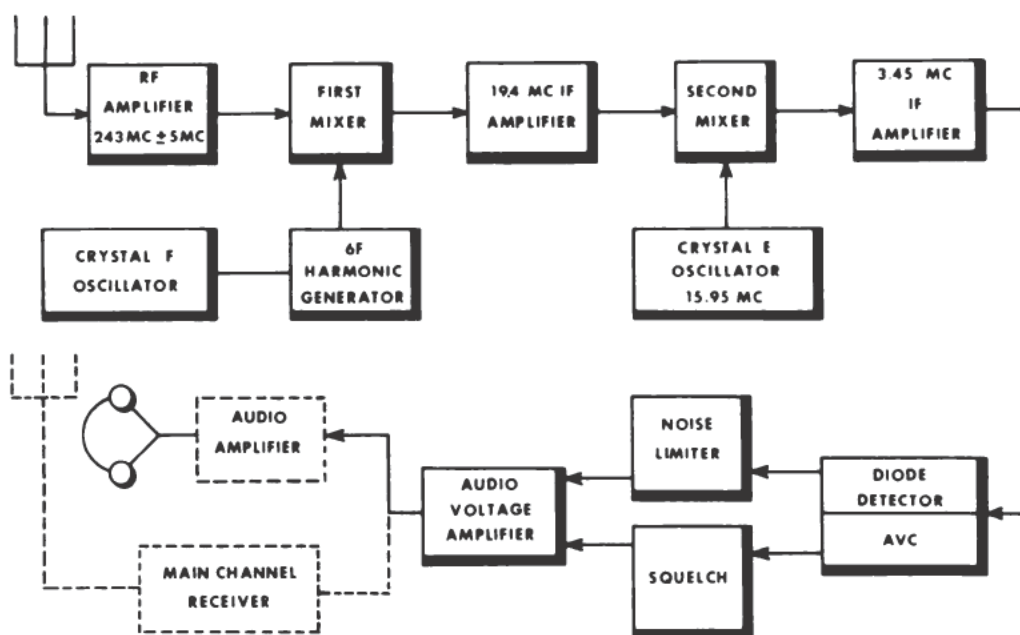 RF
AMPLIFIER
243MC ±5MC
FIRST
MIXER
19.4 MC IF
AMPLIFIER
SECOND
MIXER
3.45 MC
IF
AMPLIFIER
CRYSTAL F
OSCILLATOR
6F
HARMONIC
GENERATOR
CRYSTAL E
OSCILLATOR
15.95 MC
AUDIO
AMPLIFIER
NOISE
LIMITER
AUDIO
VOLTAGE
AMPLIFIER
DIODE
DETECTOR
AVC
SQUELCH
MAIN CHANNEL
RECEIVER